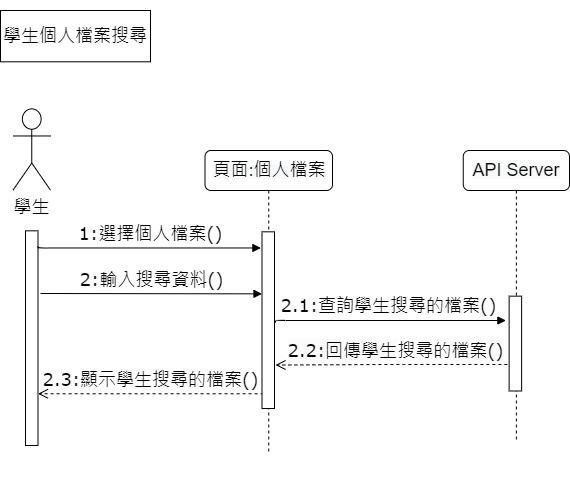 學生個人檔案搜尋
頁面:個人檔案
API Server
學生
1:選擇個人檔案()
2:輸入搜尋資料()
2.1:查詢學生搜尋的檔案()
2.2:回傳學生搜尋的檔案()
2.3:顯示學生搜尋的檔案()